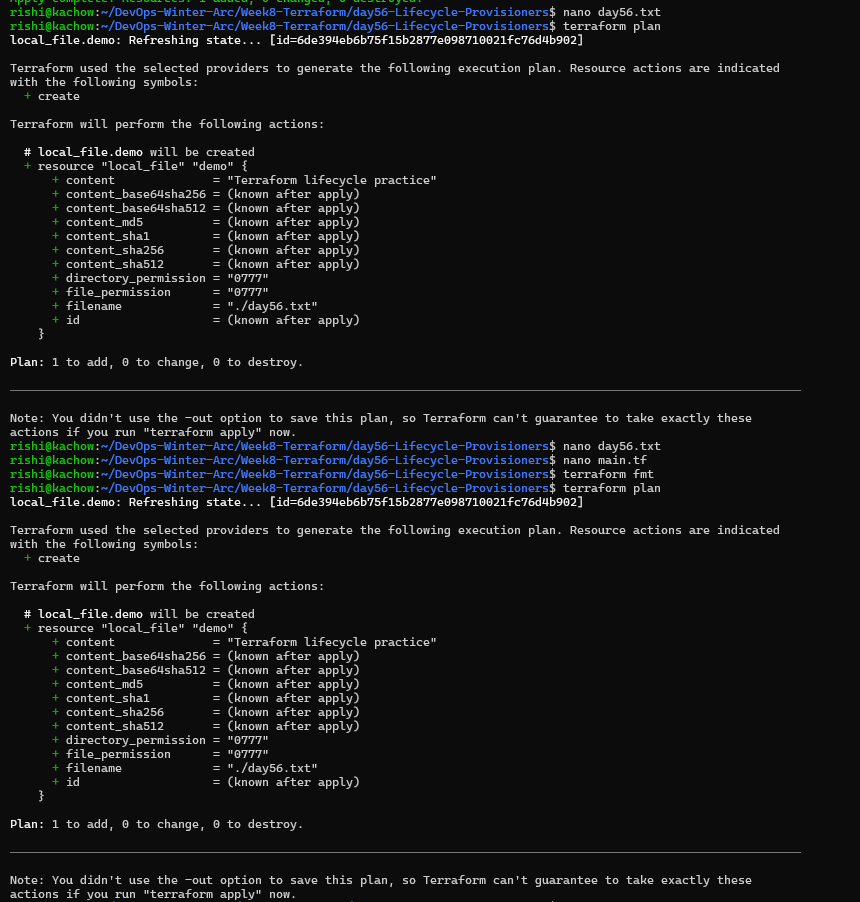 Apply complete! Resources: 1 added, 0 changed, 0 destroyed.
rishi@kachow:~/DevOps-Winter-Arc/Week8-Terraform/day56-Lifecycle-Provisioners$ nano day56.txt
rishi@kachow:~/DevOps-Winter-Arc/Week8-Terraform/day56-Lifecycle-Provisioners$ terraform plan
local_file.demo: Refreshing state... [id=6de394eb6b75f15b2877e098710021fc76d4b902]
Terraform used the selected providers to generate the following execution plan. Resource actions are indicated
with the following symbols:
+ create
Terraform will perform the following actions:
# local_file.demo will be created
+ resource "local_file" "demo" {
+ content = "Terraform lifecycle practice"
+ content_base64sha256 = (known after apply)
+ content_base64sha512 = (known after apply)
+ content_md5 = (known after apply)
+ content_sha1 = (known after apply)
+ content_sha256 = (known after apply)
+ content_sha512 = (known after apply)
+ directory_permission = "0777"
+ file_permission = "0777"
+ filename = "./day56.txt"
+ id = (known after apply)
}
Plan: 1 to add, 0 to change, 0 to destroy.
Note: You didn't use the -out option to save this plan, so Terraform can't guarantee to take exactly these
actions if you run "terraform apply" now.
rishi@kachow:~/DevOps-Winter-Arc/Week8-Terraform/day56-Lifecycle-Provisioners$ nano day56.txt
rishi@kachow:~/DevOps-Winter-Arc/Week8-Terraform/day56-Lifecycle-Provisioners$ nano main.tf
rishi@kachow:~/DevOps-Winter-Arc/Week8-Terraform/day56-Lifecycle-Provisioners$ terraform fmt
rishi@kachow:~/DevOps-Winter-Arc/Week8-Terraform/day56-Lifecycle-Provisioners$ terraform plan
local_file.demo: Refreshing state... [id=6de394eb6b75f15b2877e098710021fc76d4b902]
Terraform used the selected providers to generate the following execution plan. Resource actions are indicated
with the following symbols:
+ create
Terraform will perform the following actions:
# local_file.demo will be created
+ resource "local_file" "demo" {
+ content = "Terraform lifecycle practice"
+ content_base64sha256 = (known after apply)
+ content_base64sha512 = (known after apply)
+ content_md5 = (known after apply)
+ content_sha1 = (known after apply)
+ content_sha256 = (known after apply)
+ content_sha512 = (known after apply)
+ directory_permission = "0777"
+ file_permission = "0777"
+ filename = "./day56.txt"
+ id = (known after apply)
}
Plan: 1 to add, 0 to change, 0 to destroy.
Note: You didn't use the -out option to save this plan, so Terraform can't guarantee to take exactly these
actions if you run "terraform apply" now.